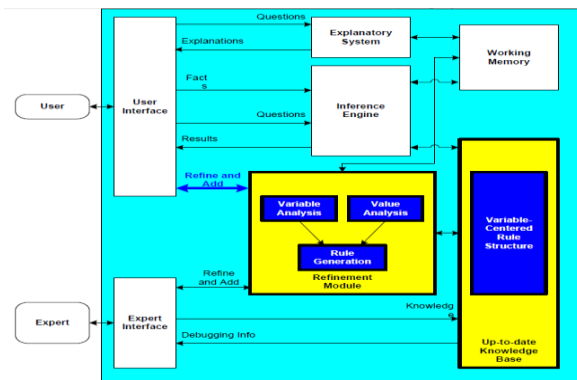 Questions
Explanatory
System
Explanations
Working
Memory
User
User
Interface
Fact
s
Inference
Engine
Questions
Results
Refine and
Add
Variable
Analysis
Value
Analysis
Variable-
Centered
Rule
Structure
Rule
Generation
Refinement
Module
Refine
and Add
Expert
Expert
Interface
Knowledg
e
Debugging Info
Up-to-date
Knowledge
Base